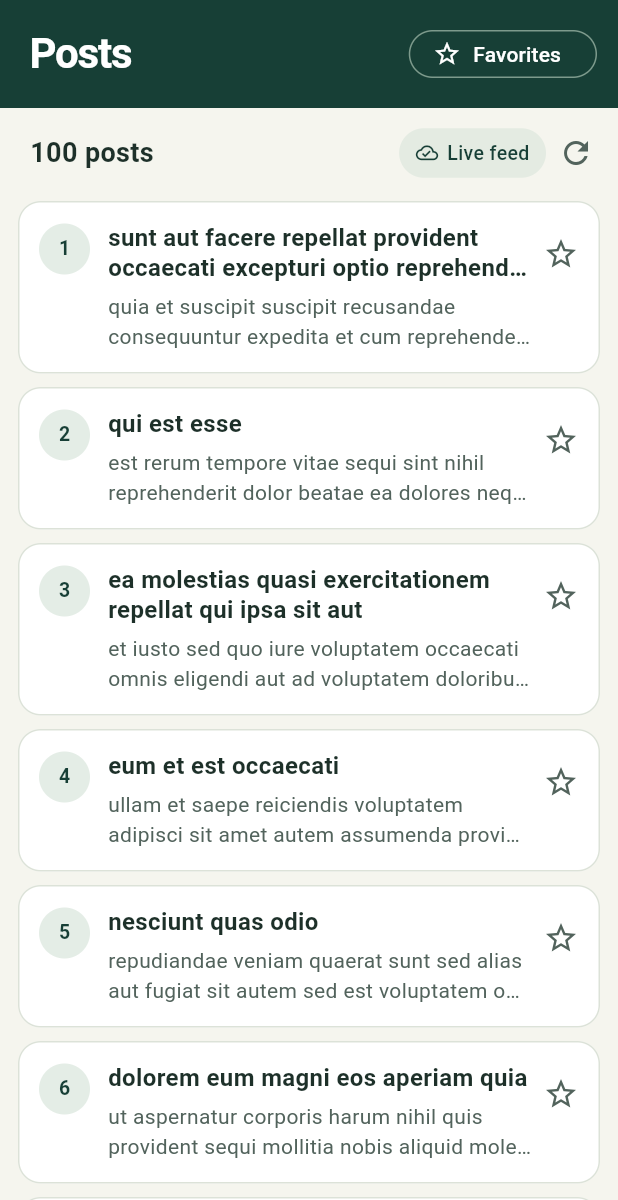 Posts
Favorites
100 posts
Live feed
1
sunt aut facere repellat provident
occaecati excepturi optio reprehend…
quia et suscipit suscipit recusandae
consequuntur expedita et cum reprehende…
2
qui est esse
est rerum tempore vitae sequi sint nihil
reprehenderit dolor beatae ea dolores neq…
3
ea molestias quasi exercitationem
repellat qui ipsa sit aut
et iusto sed quo iure voluptatem occaecati
omnis eligendi aut ad voluptatem doloribu…
4
eum et est occaecati
ullam et saepe reiciendis voluptatem
adipisci sit amet autem assumenda provi…
5
nesciunt quas odio
repudiandae veniam quaerat sunt sed alias
aut fugiat sit autem sed est voluptatem o…
6
dolorem eum magni eos aperiam quia
ut aspernatur corporis harum nihil quis
provident sequi mollitia nobis aliquid mole…